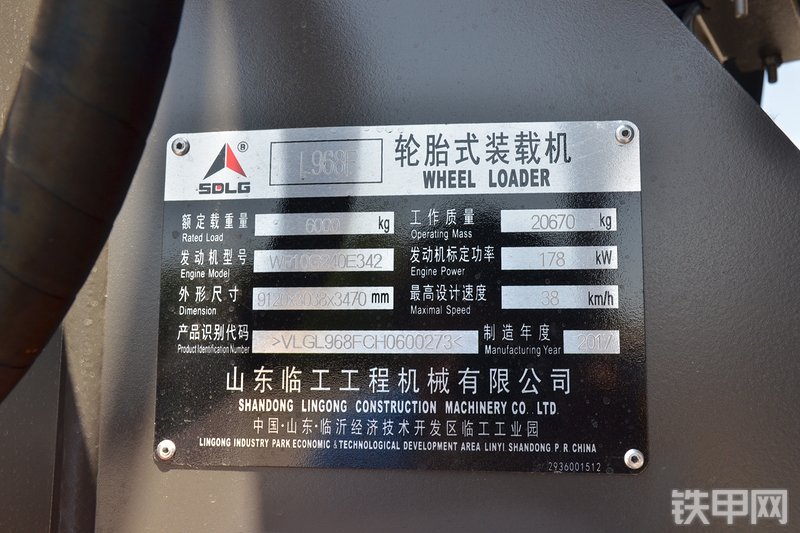 SDLG ® L968F 轮胎式装载机
WHEEL LOADER
额定载重量 6000 kg 工作质量 20670 kg
Rated Load Operating Mass
发动机型号 WP10G240E342 发动机标定功率 178 kW
Engine Model Engine Power
外形尺寸 9120x3038x3470 mm 最高设计速度 38 km/h
Dimension Maximal Speed
产品识别代码 >VLGL968FCH0600273< 制造年度 2017
Product Identification Number Manufacturing Year
山东临工工程机械有限公司
SHANDONG LINGONG CONSTRUCTION MACHINERY CO. LTD.
中国·山东·临沂经济技术开发区临工工业园
LINGONG INDUSTRY PARK ECONOMIC & TECHNOLOGICAL DEVELOPMENT AREA LINYI SHANDONG P. R. CHINA
2936001512
铁甲网